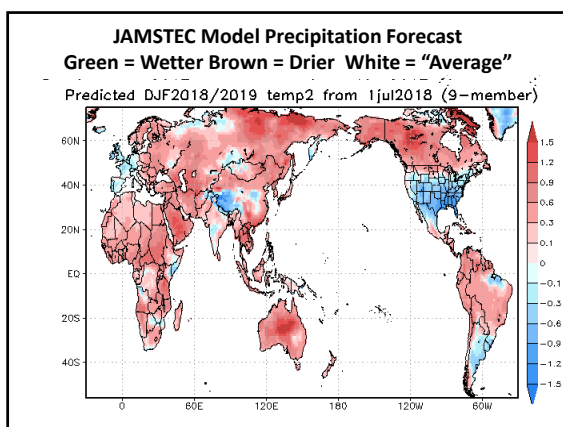 JAMSTEC Model Precipitation Forecast
Green = Wetter Brown = Drier White = “Average”
Predicted DJF2018/2019 temp2 from 1jul2018 (9-member)
60N
40N
20N
EQ
20S
40S
0
60E
120E
180
120W
60W
1.5
1.2
0.9
0.6
0.3
0.1
0
-0.1
-0.3
-0.6
-0.9
-1.2
-1.5